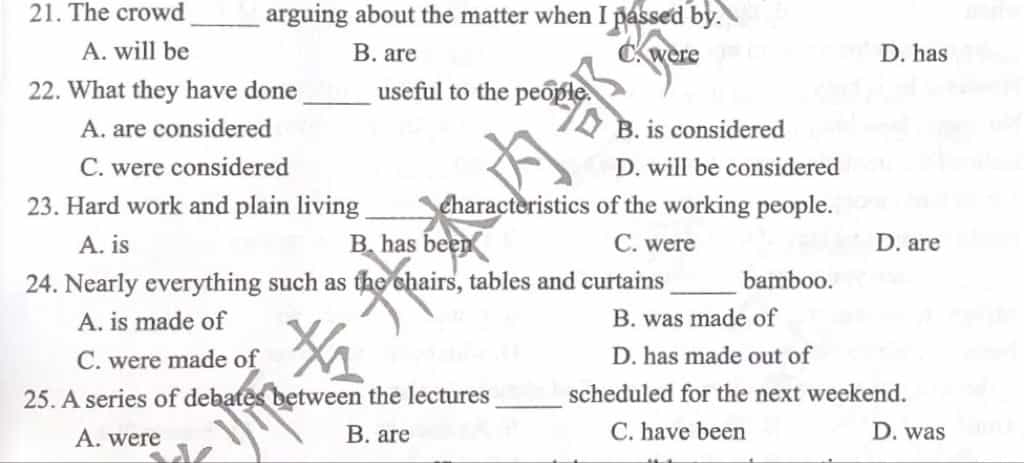 21. The crowd ______ arguing about the matter when I passed by.
A. will be B. are C. were D. has
22. What they have done ______ useful to the people.
A. are considered B. is considered
C. were considered D. will be considered
23. Hard work and plain living ______ characteristics of the working people.
A. is B. has been C. were D. are
24. Nearly everything such as the chairs, tables and curtains ______ bamboo.
A. is made of B. was made of
C. were made of D. has made out of
25. A series of debates between the lectures ______ scheduled for the next weekend.
A. were B. are C. have been D. was